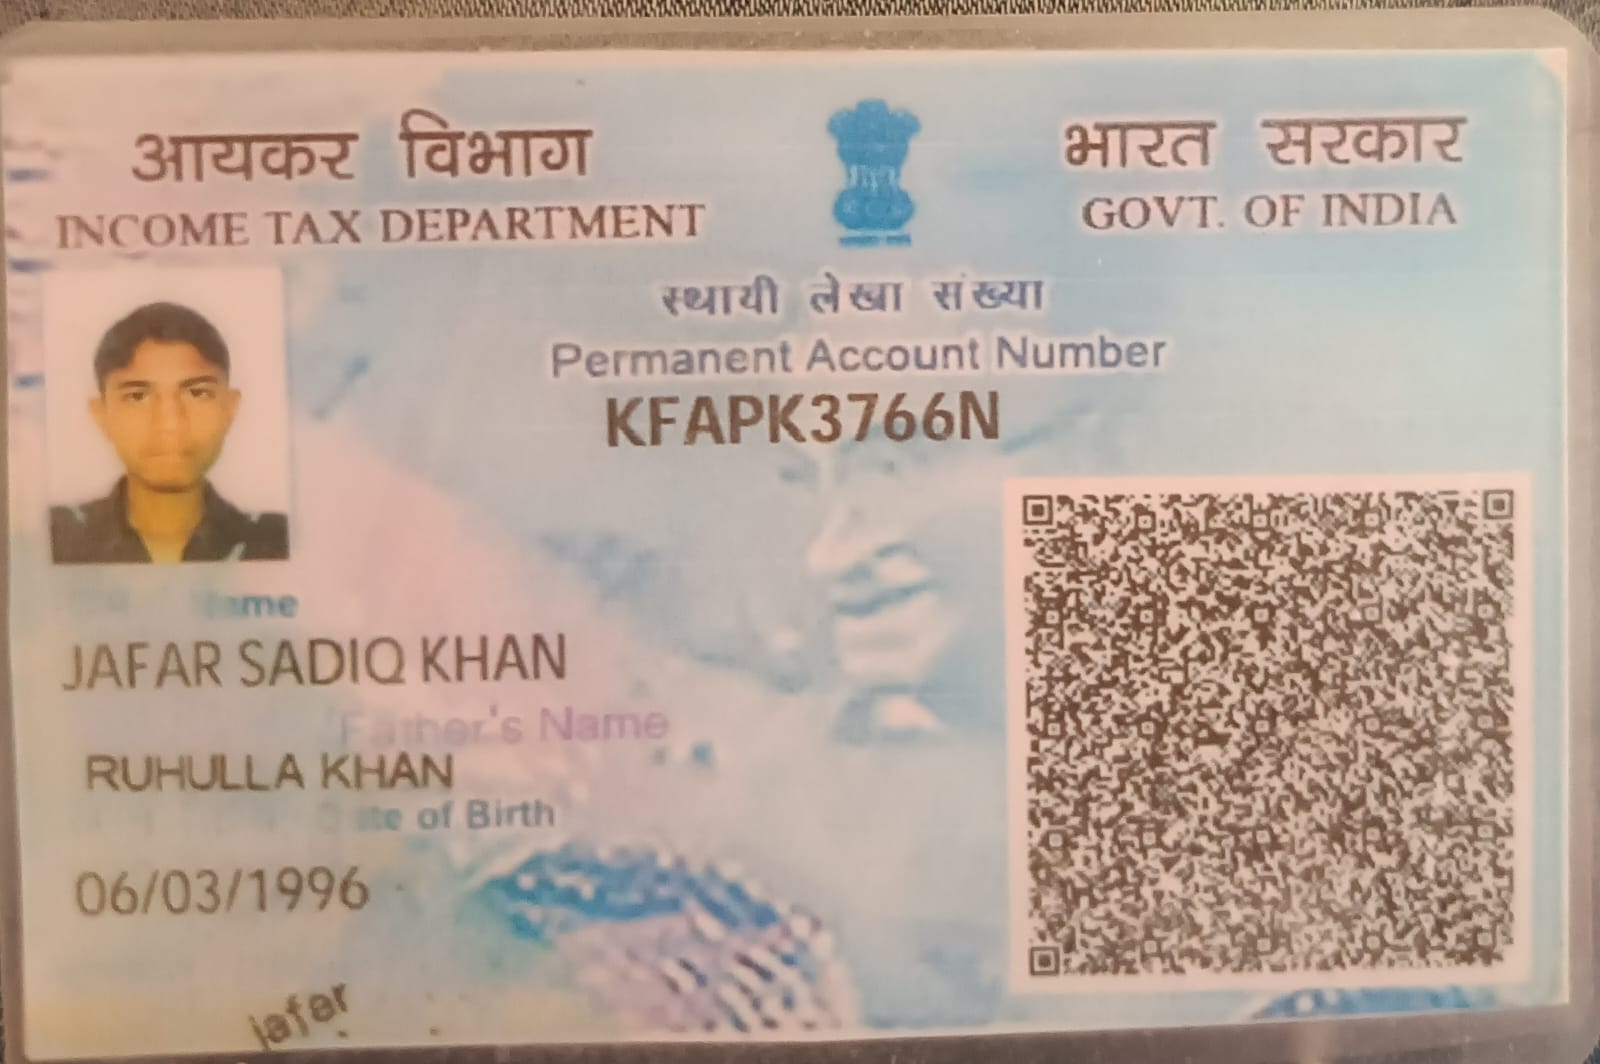 आयकर विभाग
INCOME TAX DEPARTMENT
भारत सरकार
GOVT. OF INDIA
स्थायी लेखा संख्या
Permanent Account Number
KFAPK3766N
JAFAR SADIQ KHAN
Father's Name
RUHULLA KHAN
of Birth
06/03/1996
jafar